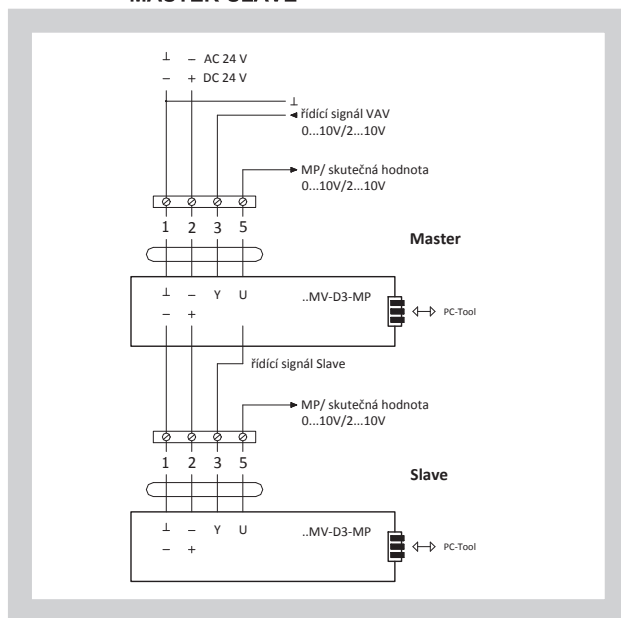 MASTER-SLAVE
⊥ – AC 24 V
– + DC 24 V
⊥
řídící signál VAV
0...10V/2...10V
MP/ skutečná hodnota
0...10V/2...10V
1 2 3 5
Master
⊥ – Y U ..MV-D3-MP
– +
PC-Tool
řídící signál Slave
MP/ skutečná hodnota
0...10V/2...10V
1 2 3 5
Slave
⊥ – Y U ..MV-D3-MP
– +
PC-Tool